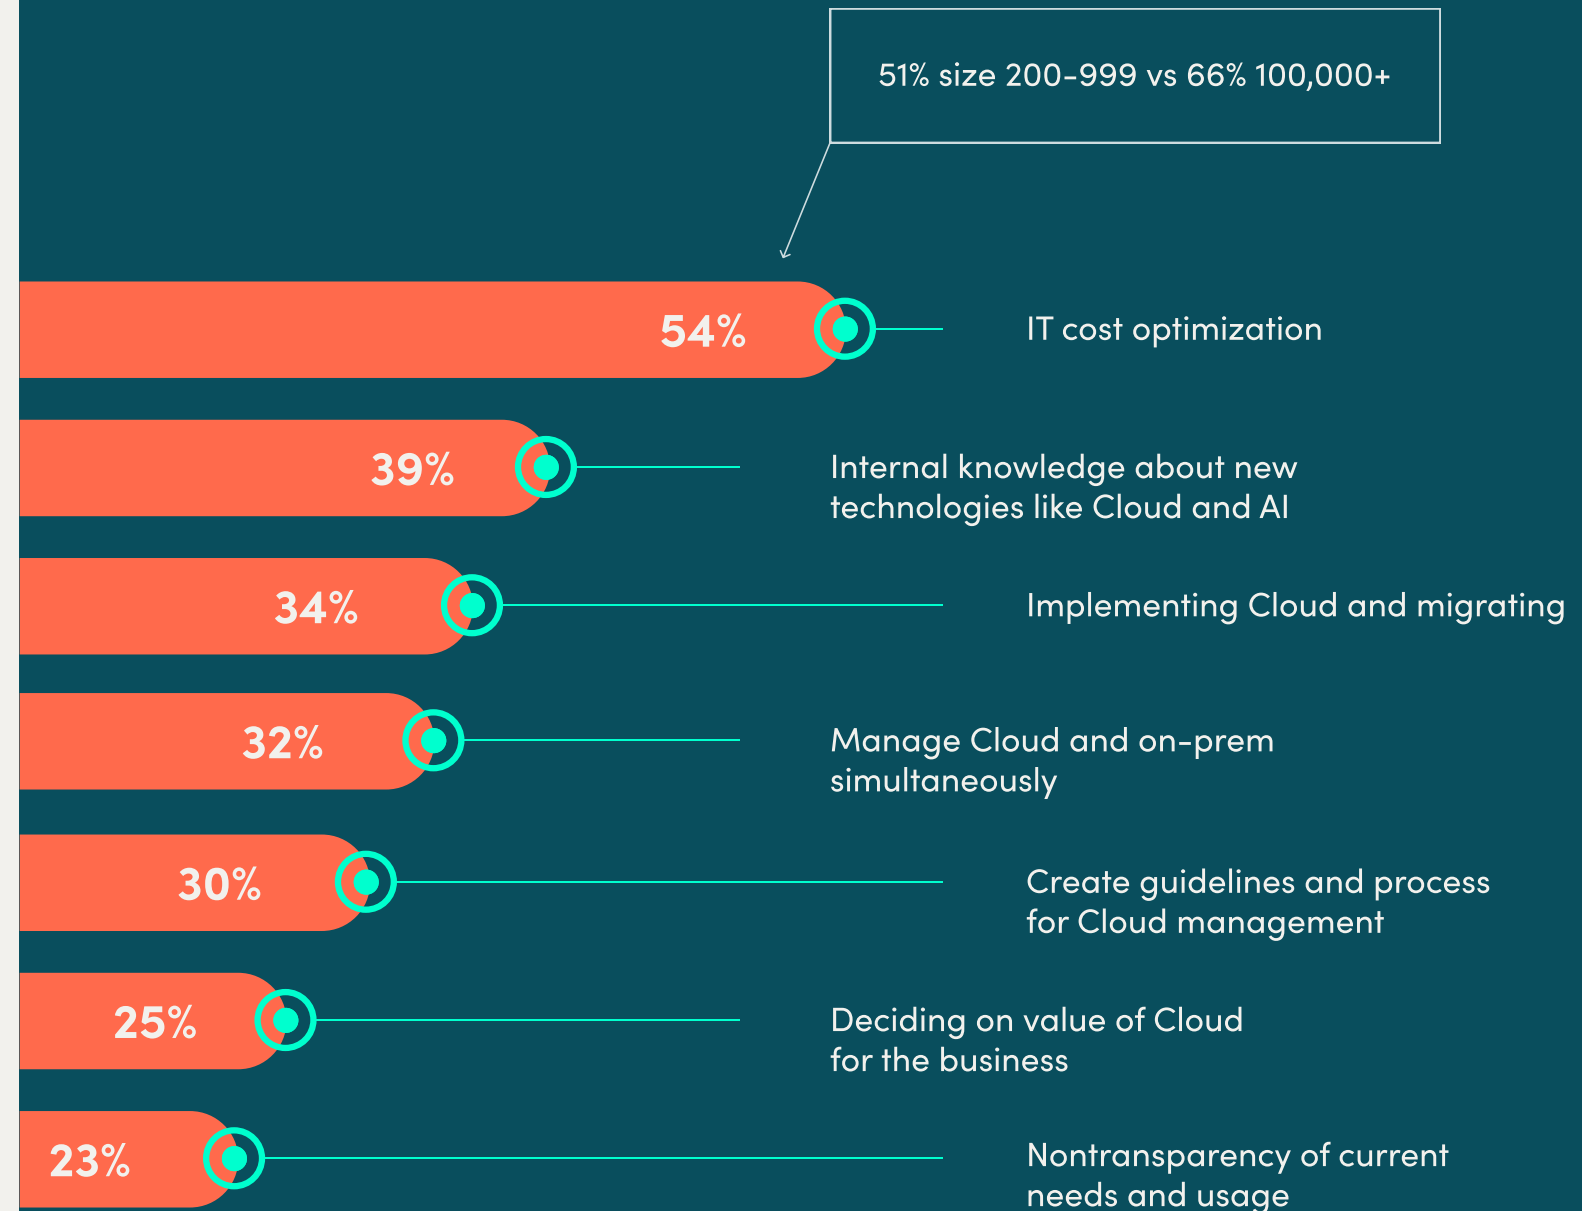 51% size 200-999 vs 66% 100,000+
54%
IT cost optimization
39%
Internal knowledge about new
technologies like Cloud and AI
34%
Implementing Cloud and migrating
32%
Manage Cloud and on-prem
simultaneously
30%
Create guidelines and process
for Cloud management
25%
Deciding on value of Cloud
for the business
23%
Nontransparency of current
needs and usage